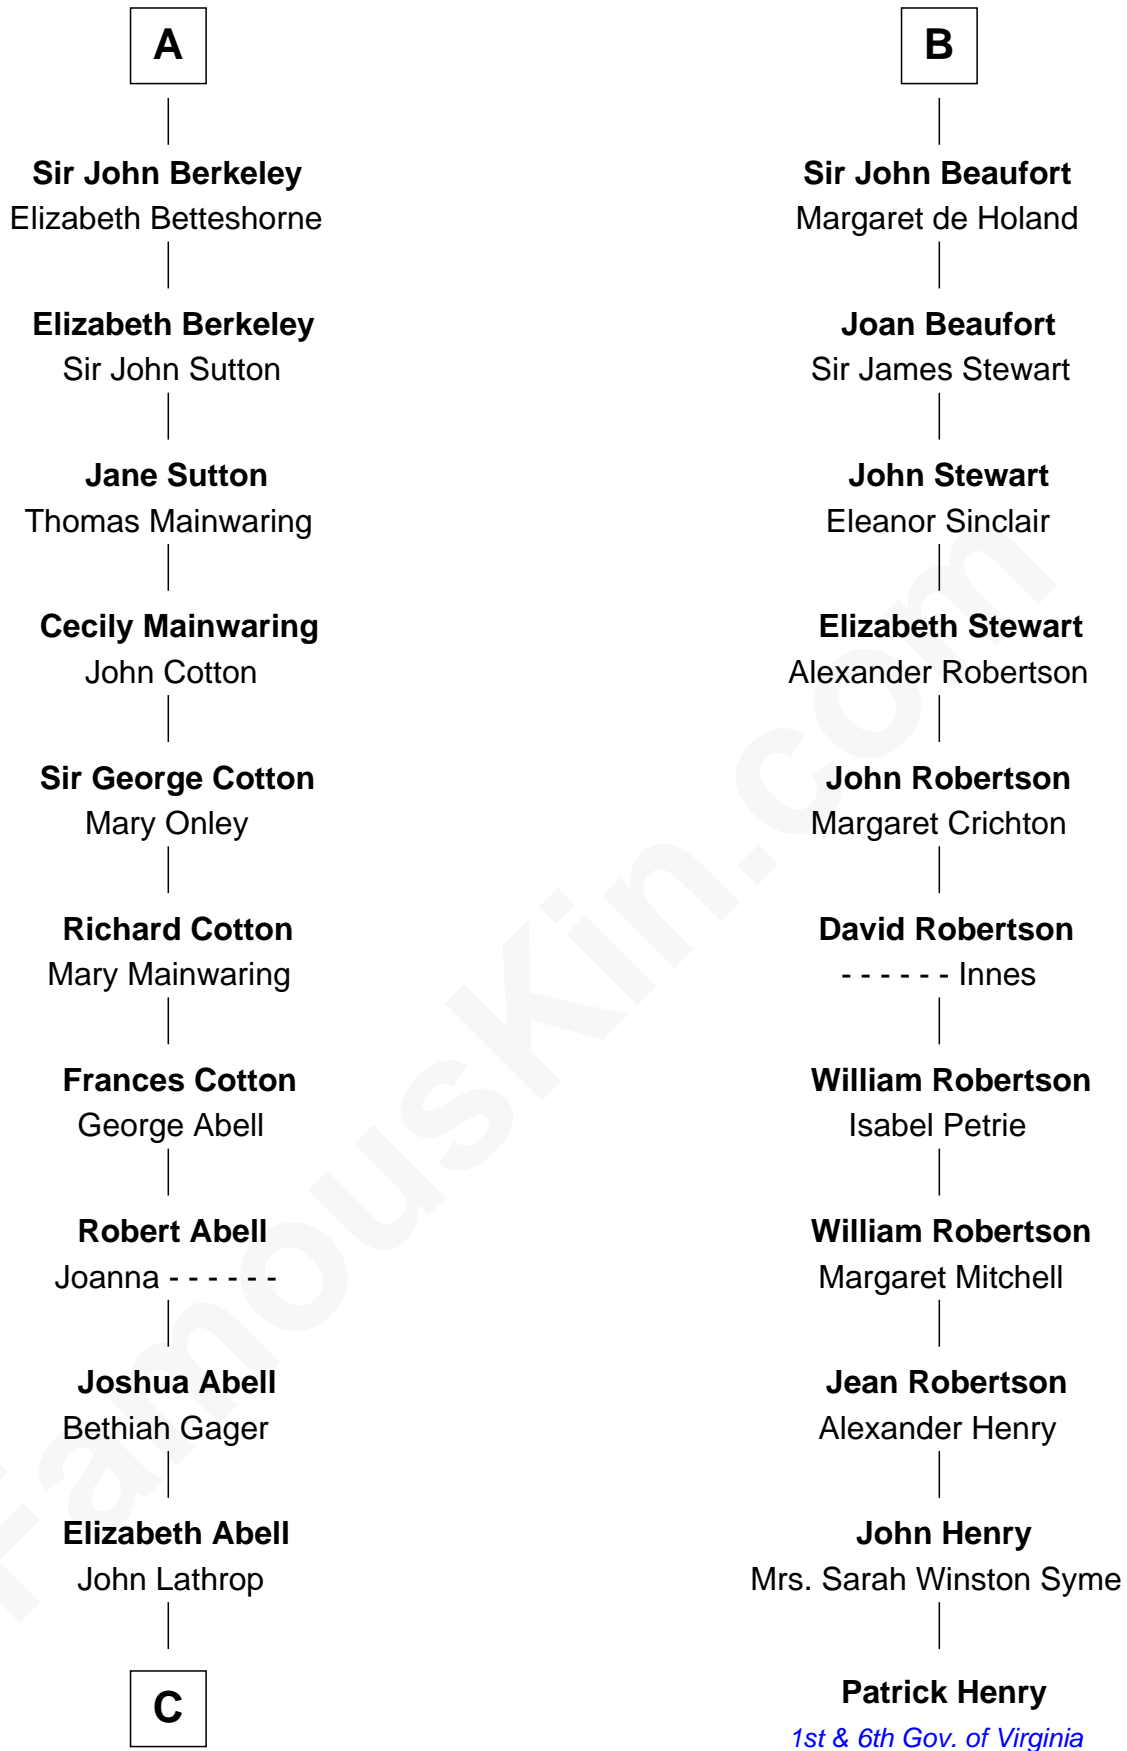 A
Sir John Berkeley
Elizabeth Betteshorne
Elizabeth Berkeley
Sir John Sutton
Jane Sutton
Thomas Mainwaring
Cecily Mainwaring
John Cotton
Sir George Cotton
Mary Onley
Richard Cotton
Mary Mainwaring
Frances Cotton
George Abell
Robert Abell
Joanna - - - - - -
Joshua Abell
Bethiah Gager
Elizabeth Abell
John Lathrop
C
B
Sir John Beaufort
Margaret de Holand
Joan Beaufort
Sir James Stewart
John Stewart
Eleanor Sinclair
Elizabeth Stewart
Alexander Robertson
John Robertson
Margaret Crichton
David Robertson
- - - - - - Innes
William Robertson
Isabel Petrie
William Robertson
Margaret Mitchell
Jean Robertson
Alexander Henry
John Henry
Mrs. Sarah Winston Syme
Patrick Henry
1st & 6th Gov. of Virginia
FamousKin.com